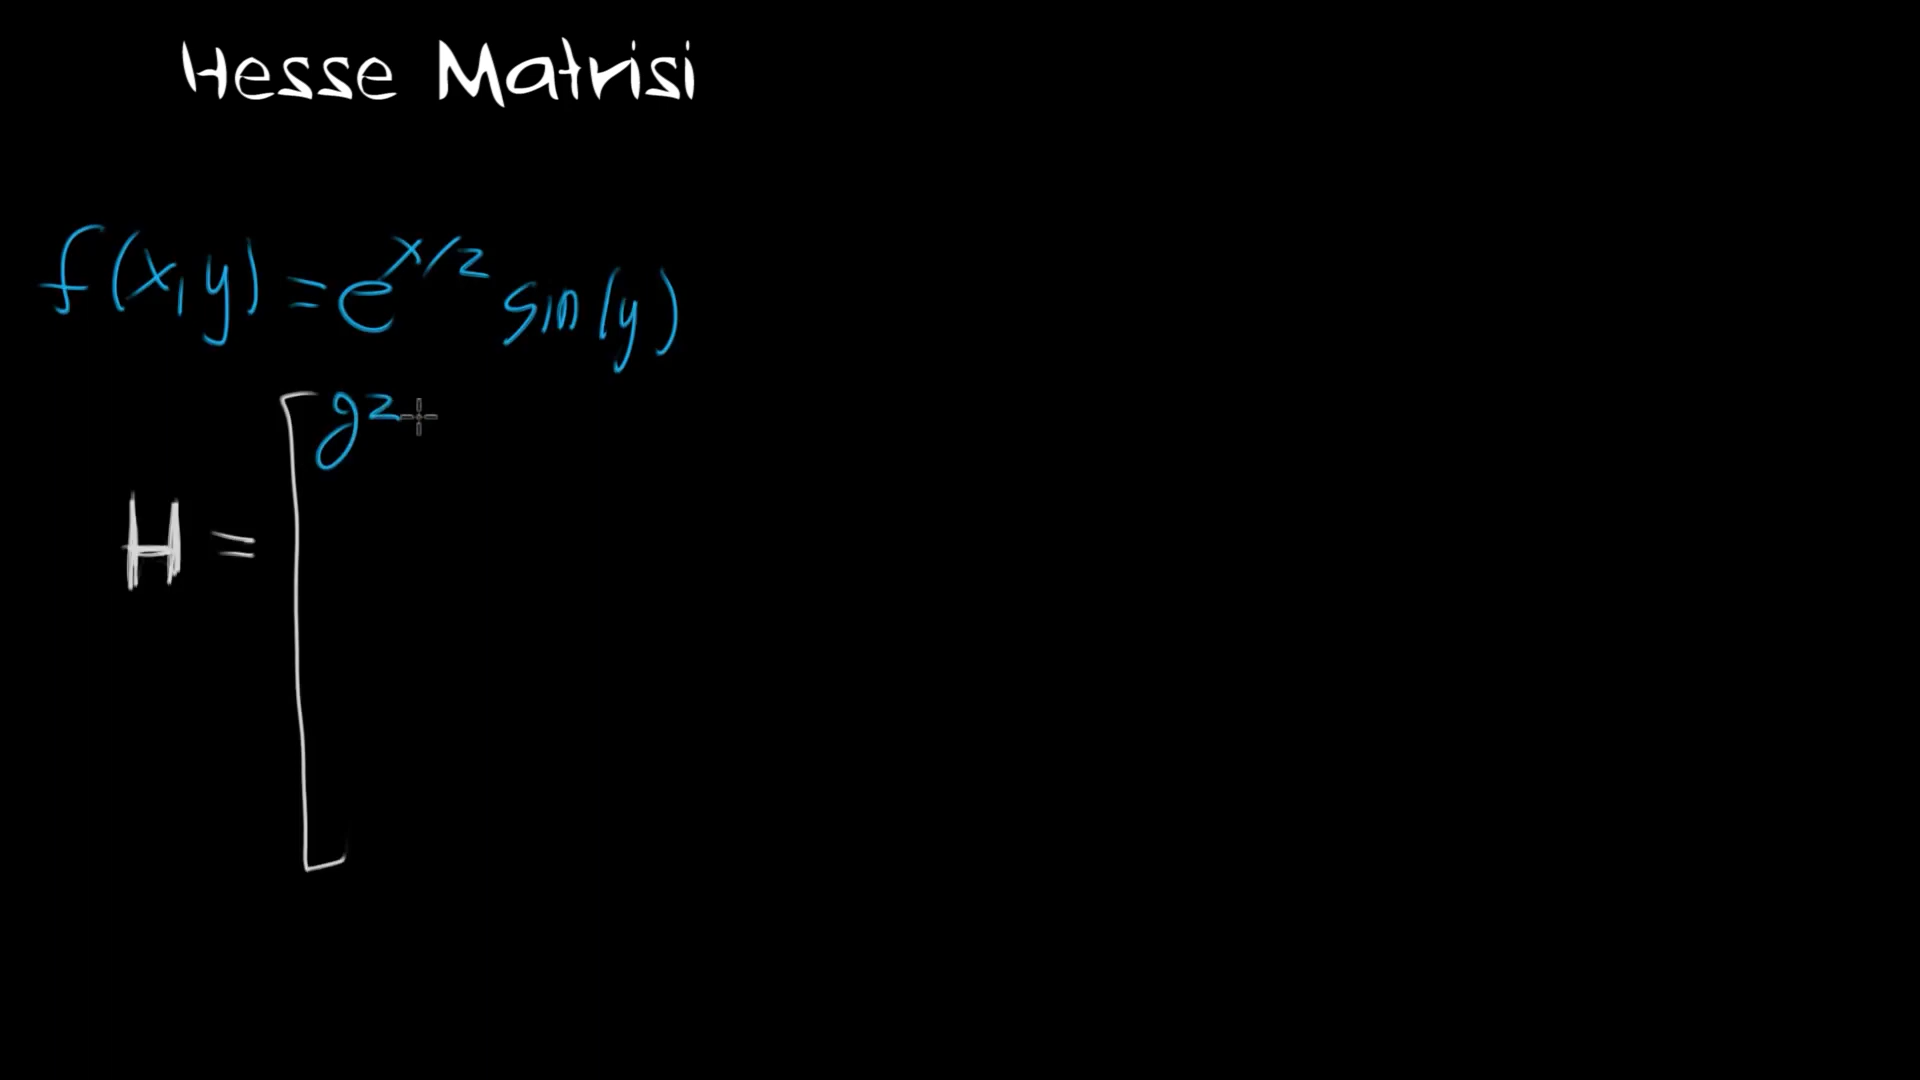 Hesse Matrisi
f(x,y) = e^{x/2} sin(y)
∂²
H = [